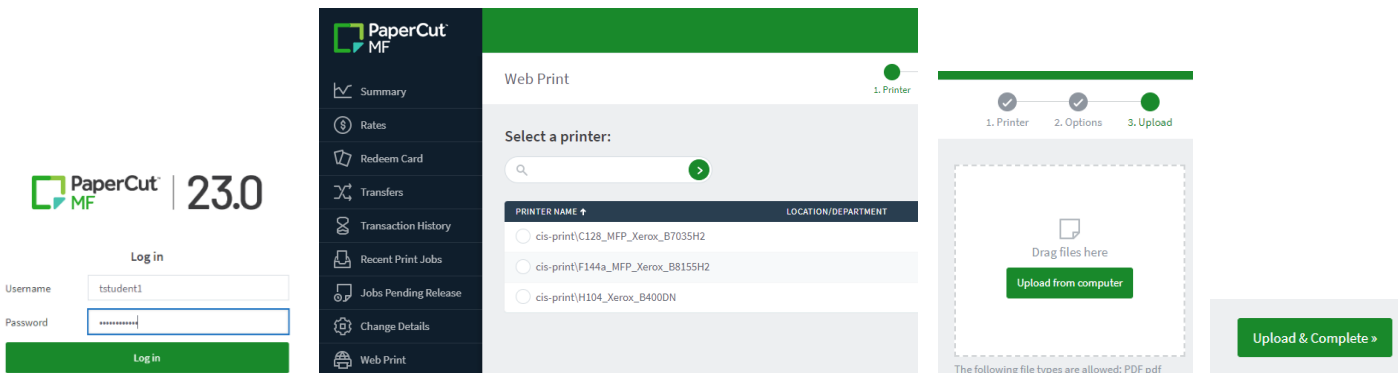 PaperCut MF | 23.0
Log in
Username
tstudent1
Password
Log in
PaperCut MF
Summary
Rates
Redeem Card
Transfers
Transaction History
Recent Print Jobs
Jobs Pending Release
Change Details
Web Print
Web Print
1. Printer
Select a printer:
PRINTER NAME ↑ LOCATION/DEPARTMENT
cis-print\C128_MFP_Xerox_B7035H2
cis-print\F144a_MFP_Xerox_B8155H2
cis-print\H104_Xerox_B400DN
1. Printer 2. Options 3. Upload
Drag files here
Upload from computer
The following file types are allowed: PDF pdf
Upload & Complete »